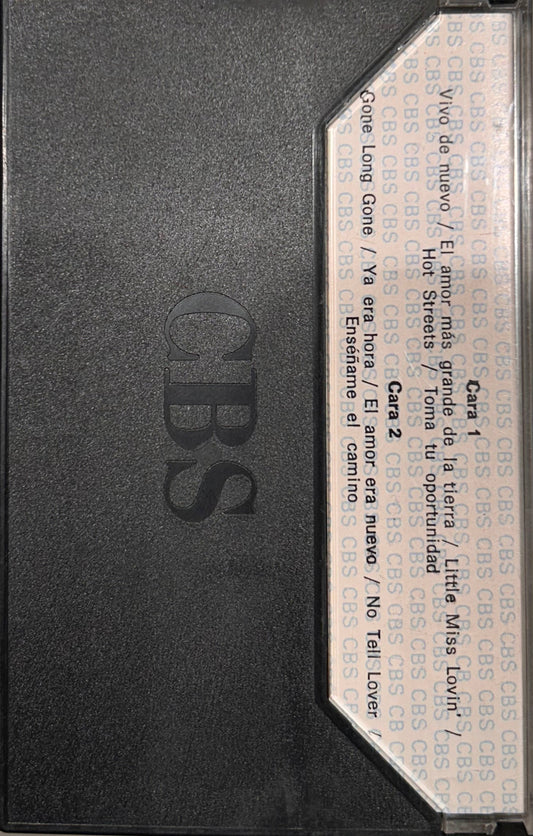 Cara 1
Vivo de nuevo / El amor más grande de la tierra / Little Miss Lovin' /
Hot Streets / Toma tu oportunidad
Cara 2
Gone Long Gone / Ya era hora / El amor era nuevo / No Tell Lover /
Enséñame el camino
CBS